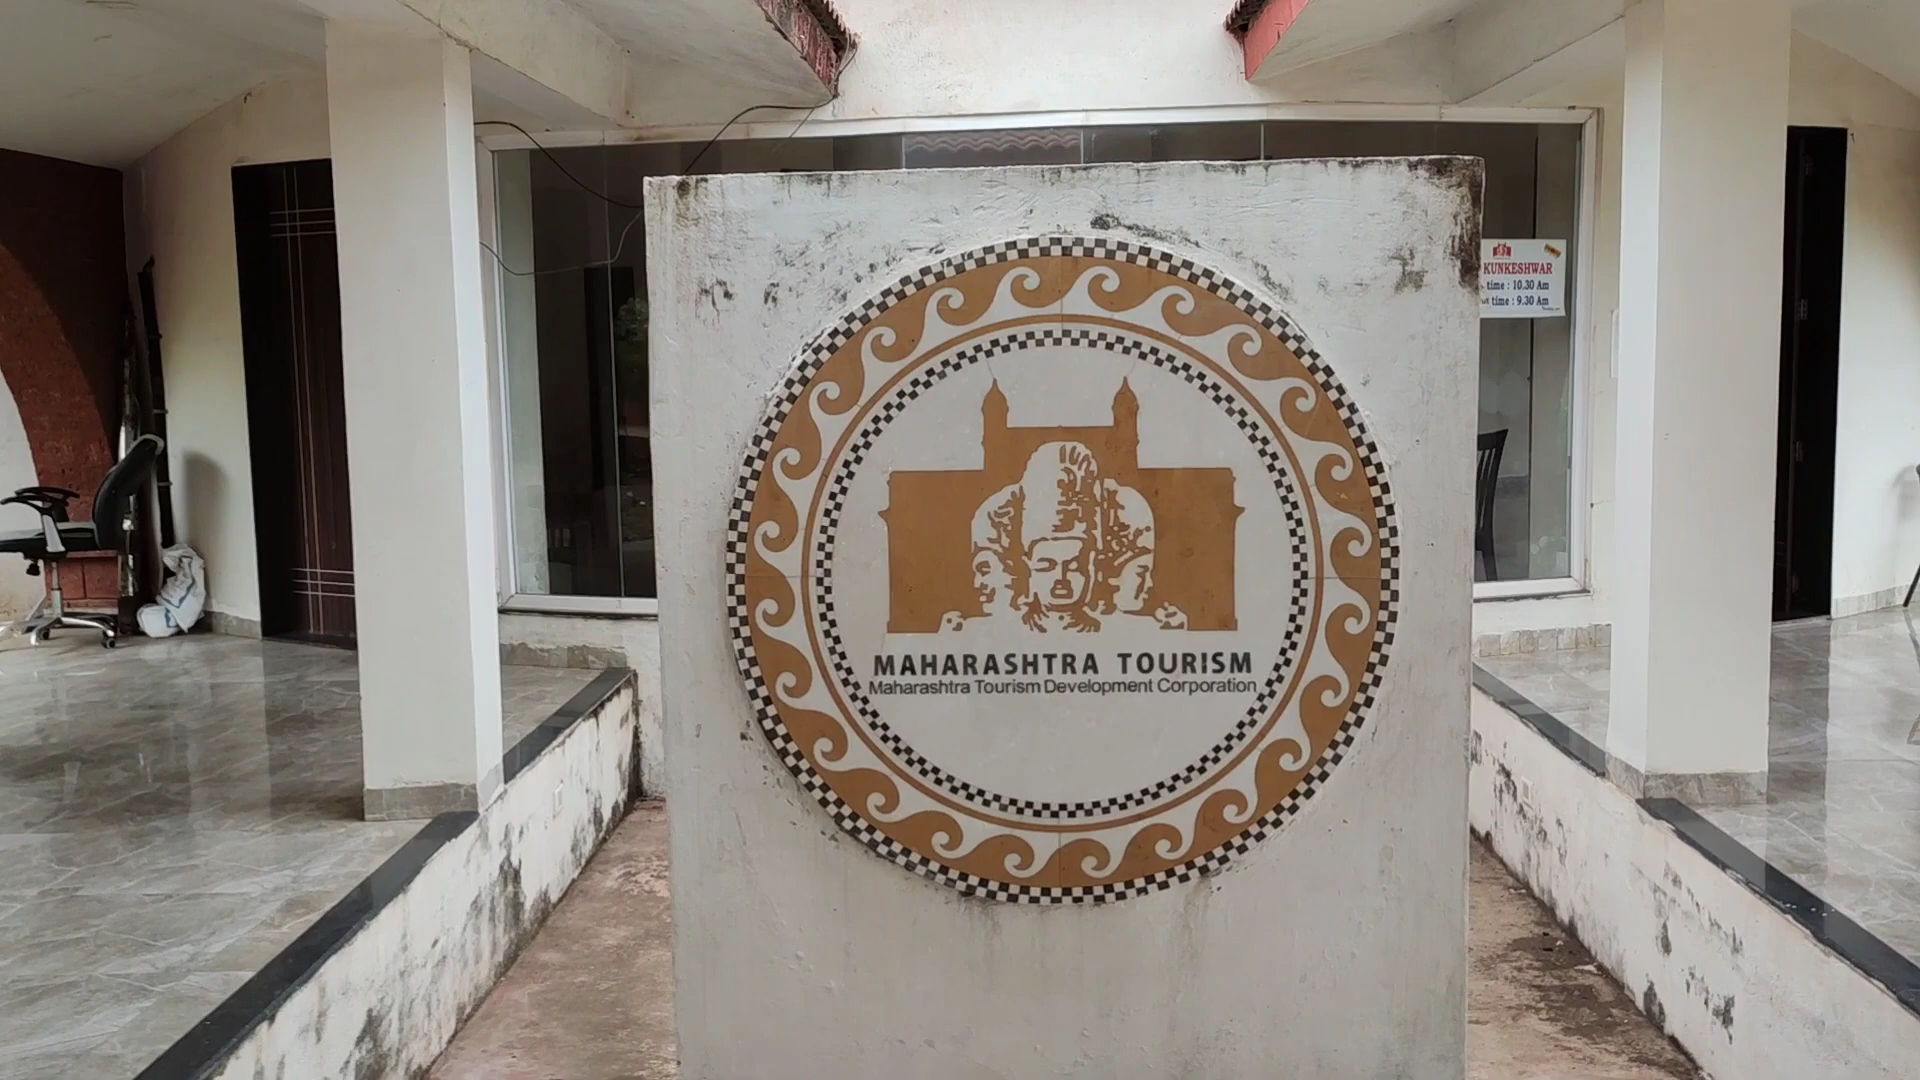 MAHARASHTRA TOURISM
Maharashtra Tourism Development Corporation
KUNKESHWAR
time : 10.30 Am
time : 9.30 Am